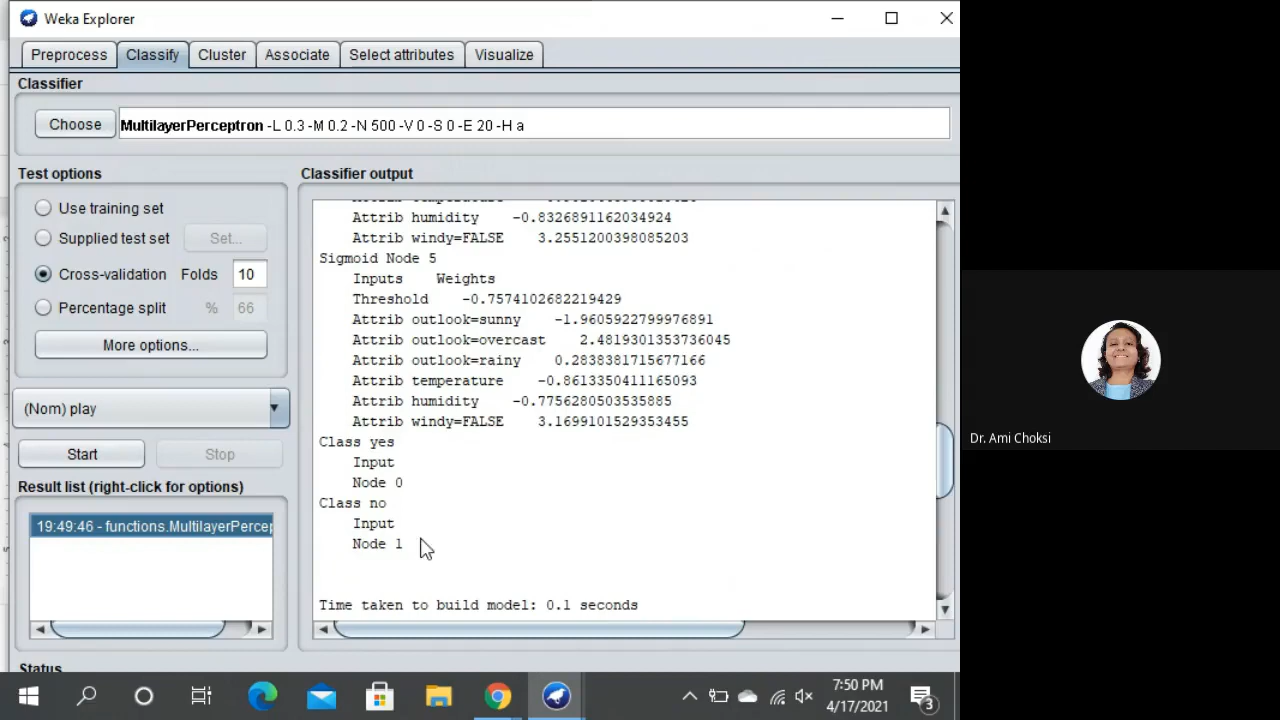 Weka Explorer
Preprocess Classify Cluster Associate Select attributes Visualize
Classifier
Choose MultilayerPerceptron -L 0.3 -M 0.2 -N 500 -V 0 -S 0 -E 20 -H a
Test options
Use training set
Supplied test set Set...
Cross-validation Folds 10
Percentage split % 66
More options...
(Nom) play
Start Stop
Result list (right-click for options)
19:49:46 - functions.MultilayerPercep
Classifier output
Attrib humidity -0.8326891162034924
Attrib windy=FALSE 3.2551200398085203
Sigmoid Node 5
Inputs Weights
Threshold -0.7574102682219429
Attrib outlook=sunny -1.9605922799976891
Attrib outlook=overcast 2.4819301353736045
Attrib outlook=rainy 0.2838381715677166
Attrib temperature -0.8613350411165093
Attrib humidity -0.7756280503535885
Attrib windy=FALSE 3.1699101529353455
Class yes
Input
Node 0
Class no
Input
Node 1
Time taken to build model: 0.1 seconds
Status
7:50 PM
4/17/2021
3
Dr. Ami Choksi